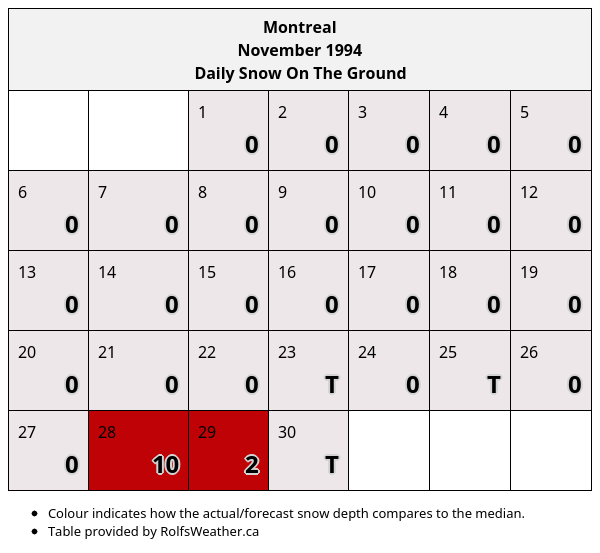 Montreal
November 1994
Daily Snow On The Ground
1 2 3 4 5
0 0 0 0 0
6 7 8 9 10 11 12
0 0 0 0 0 0 0
13 14 15 16 17 18 19
0 0 0 0 0 0 0
20 21 22 23 24 25 26
0 0 0 T 0 T 0
27 28 29 30
0 10 2 T
• Colour indicates how the actual/forecast snow depth compares to the median.
• Table provided by RolfsWeather.ca